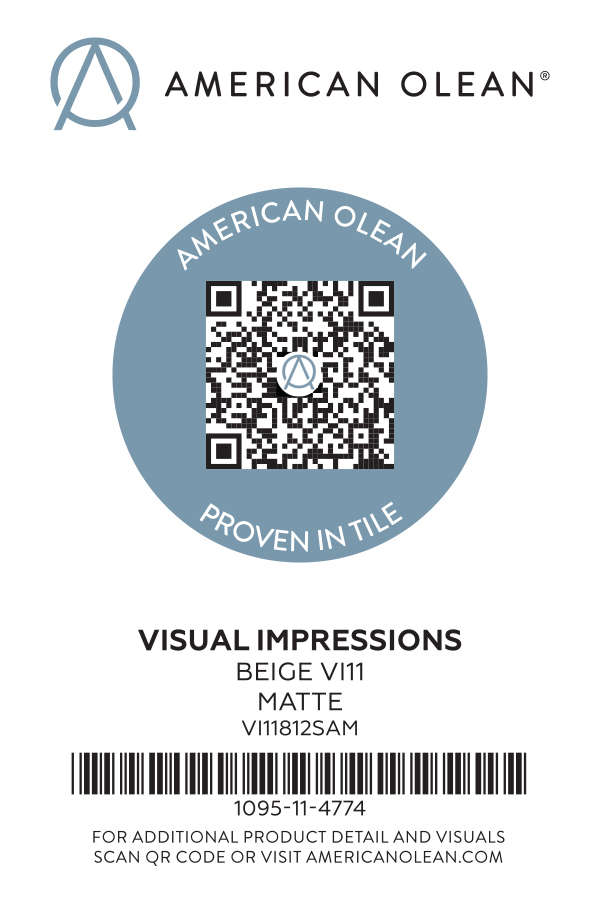 AMERICAN OLEAN®
AMERICAN OLEAN
PROVEN IN TILE
VISUAL IMPRESSIONS
BEIGE VI11
MATTE
VI11812SAM
1095-11-4774
FOR ADDITIONAL PRODUCT DETAIL AND VISUALS
SCAN QR CODE OR VISIT AMERICANOLEAN.COM